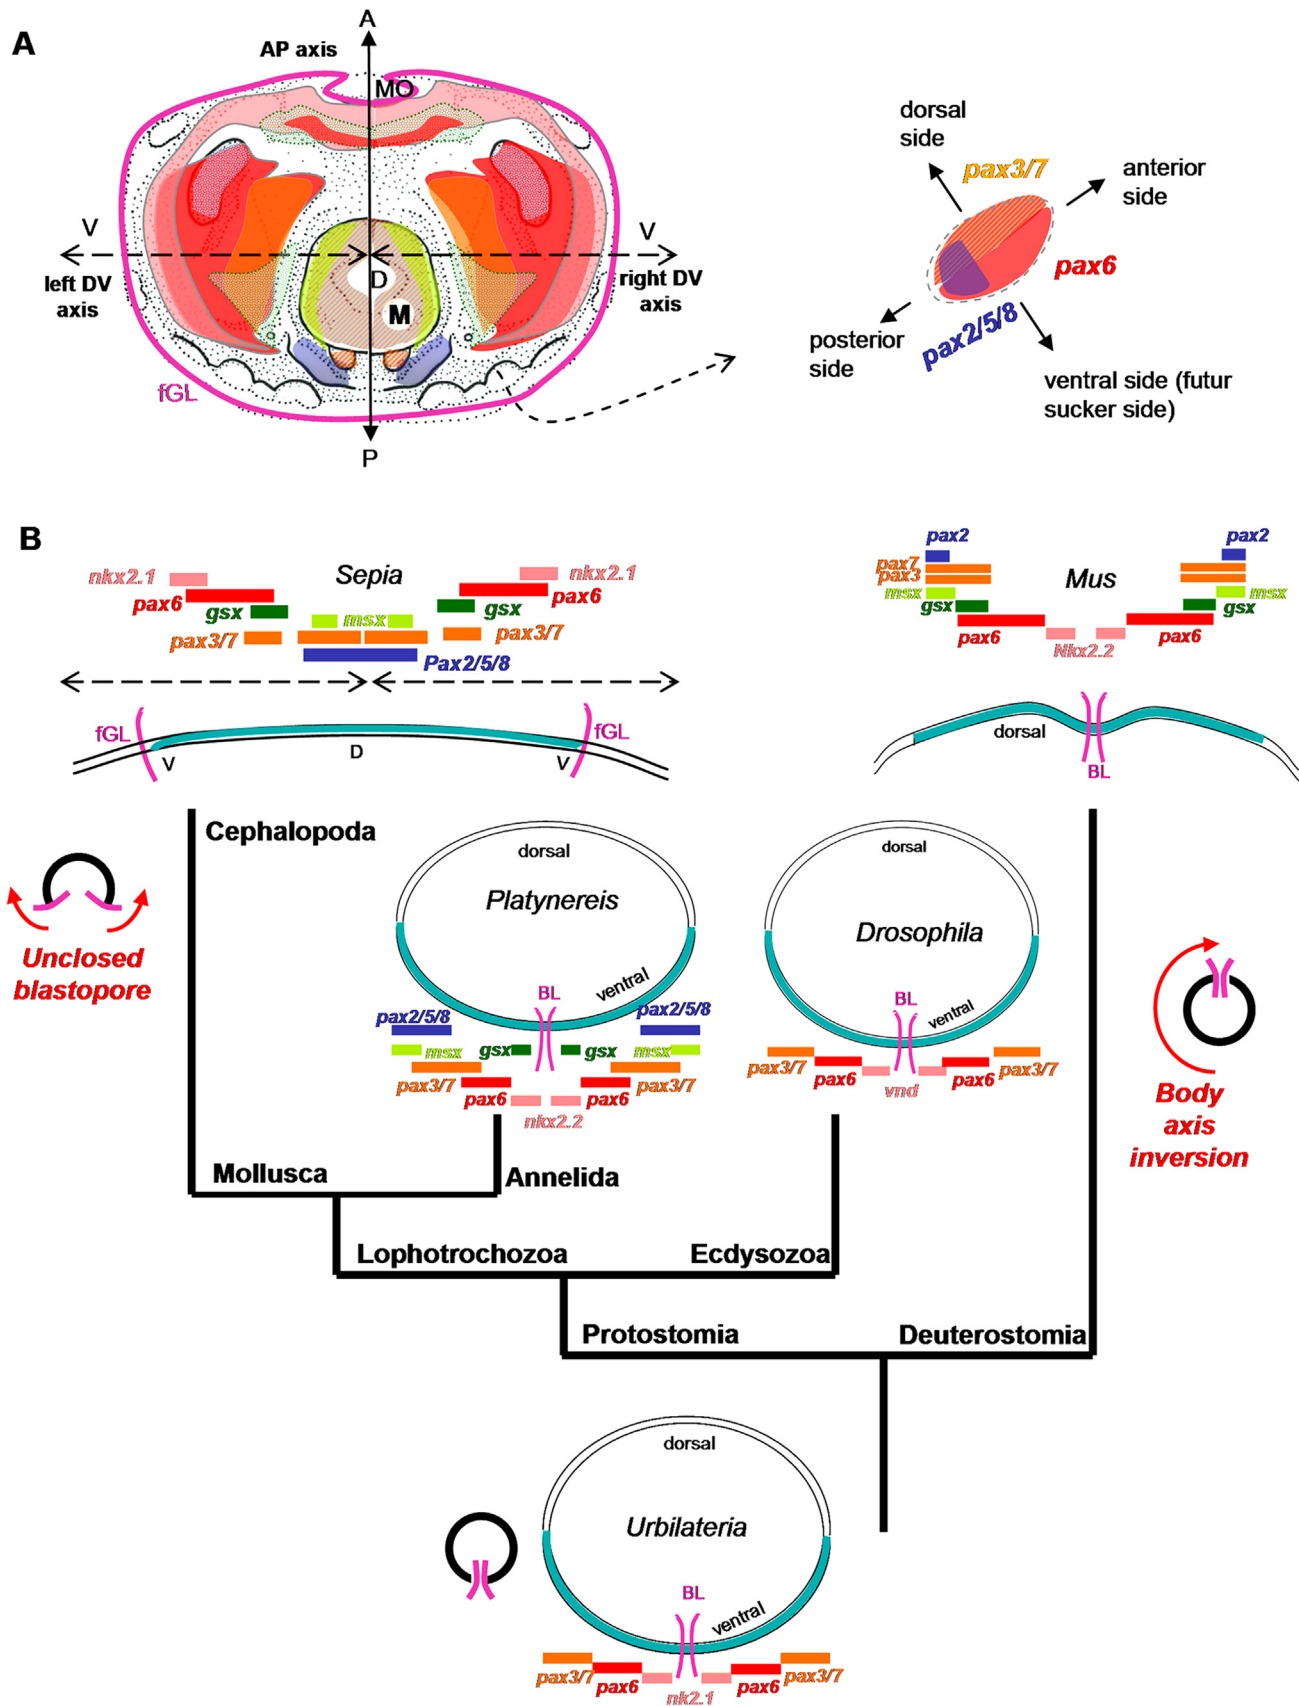 A
A
AP axis
MO
V
V
D
left DV
axis
right DV
axis
M
fGL
P
dorsal
side
pax3/7
anterior
side
pax6
pax2/5/8
posterior
side
ventral side (futur
sucker side)
B
nkx2.1
Sepia
nkx2.1
pax6
pax6
gsx
msx
gsx
pax3/7
pax3/7
Pax2/5/8
fGL
fGL
V
D
V
pax2
pax2
pax7
pax3
Mus
msx
msx
gsx
gsx
pax6
pax6
Nkx2.2
dorsal
BL
Cephalopoda
Unclosed
blastopore
dorsal
Platynereis
ventral
BL
pax2/5/8
pax2/5/8
msx
gsx
gsx
msx
pax3/7
pax3/7
pax6
pax6
nkx2.2
dorsal
Drosophila
BL
ventral
pax3/7
pax6
vnd
pax6
pax3/7
Body
axis
inversion
Mollusca
Annelida
Lophotrochozoa
Ecdysozoa
Protostomia
Deuterostomia
dorsal
Urbilateria
BL
ventral
pax3/7
pax6
nk2.1
pax6
pax3/7